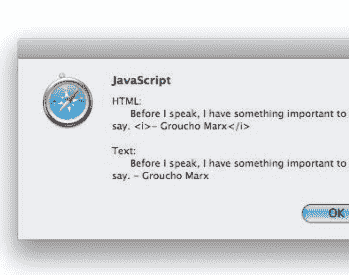 JavaScript
HTML:
Before I speak, I have something important to
say. <i>– Groucho Marx</i>
Text:
Before I speak, I have something important to
say. – Groucho Marx
OK